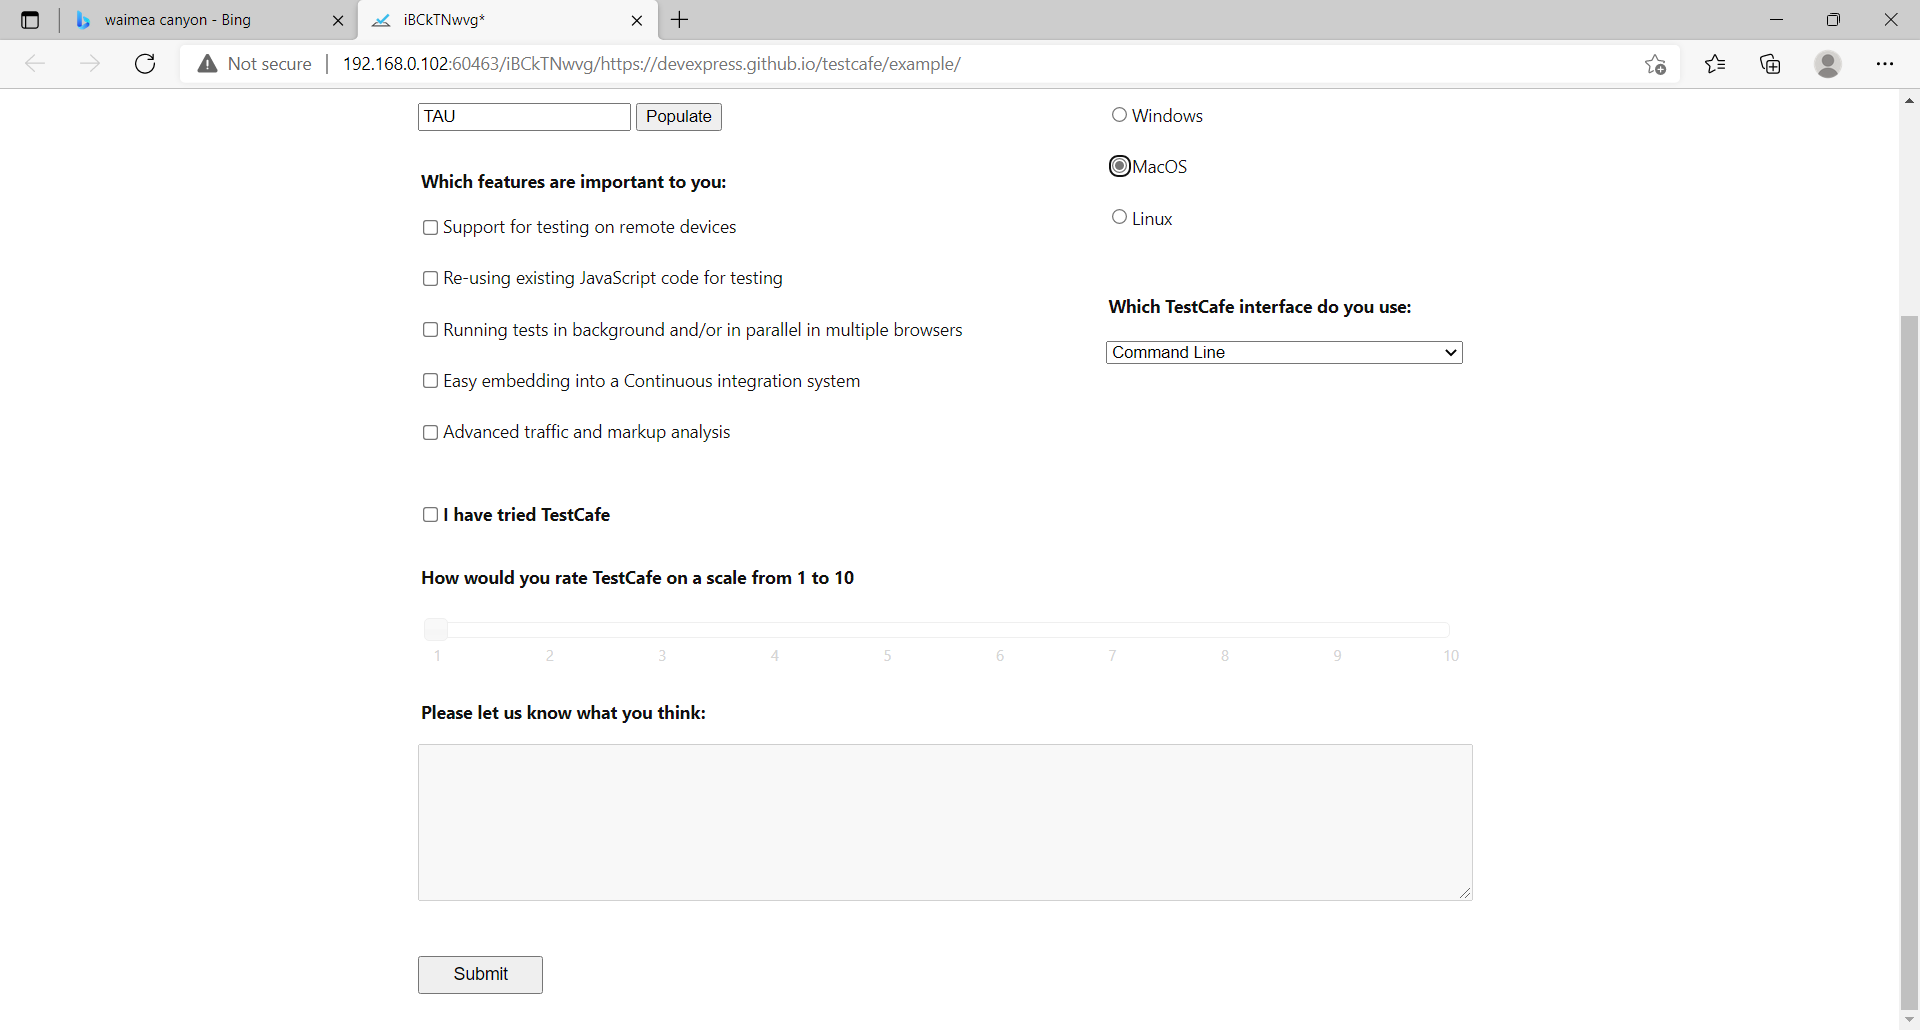 waimea canyon - Bing
iBCkTNwvg*
Not secure
192.168.0.102:60463/iBCkTNwvg/https://devexpress.github.io/testcafe/example/
TAU
Populate
Windows
MacOS
Linux
Which features are important to you:
Support for testing on remote devices
Re-using existing JavaScript code for testing
Running tests in background and/or in parallel in multiple browsers
Easy embedding into a Continuous integration system
Advanced traffic and markup analysis
Which TestCafe interface do you use:
Command Line
I have tried TestCafe
How would you rate TestCafe on a scale from 1 to 10
1 2 3 4 5 6 7 8 9 10
Please let us know what you think:
Submit